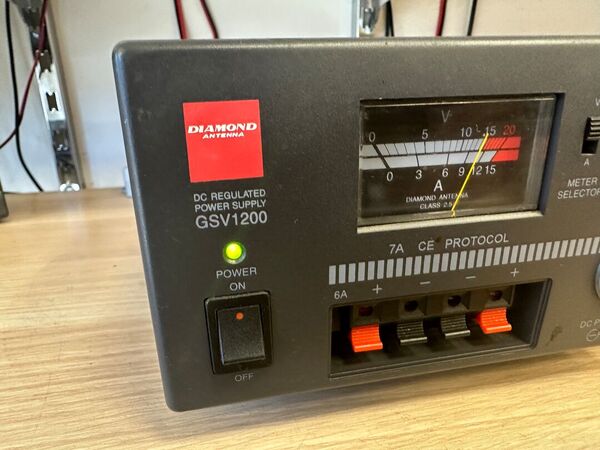 DIAMOND
ANTENNA
DC REGULATED
POWER SUPPLY
GSV1200
POWER
ON
OFF
V
0 5 10 15 20
0 3 6 9 12 15
A
DIAMOND ANTENNA
CLASS 2.5
7A CE PROTOCOL
6A + - - +
V
A
METER
SELECTOR
DC P